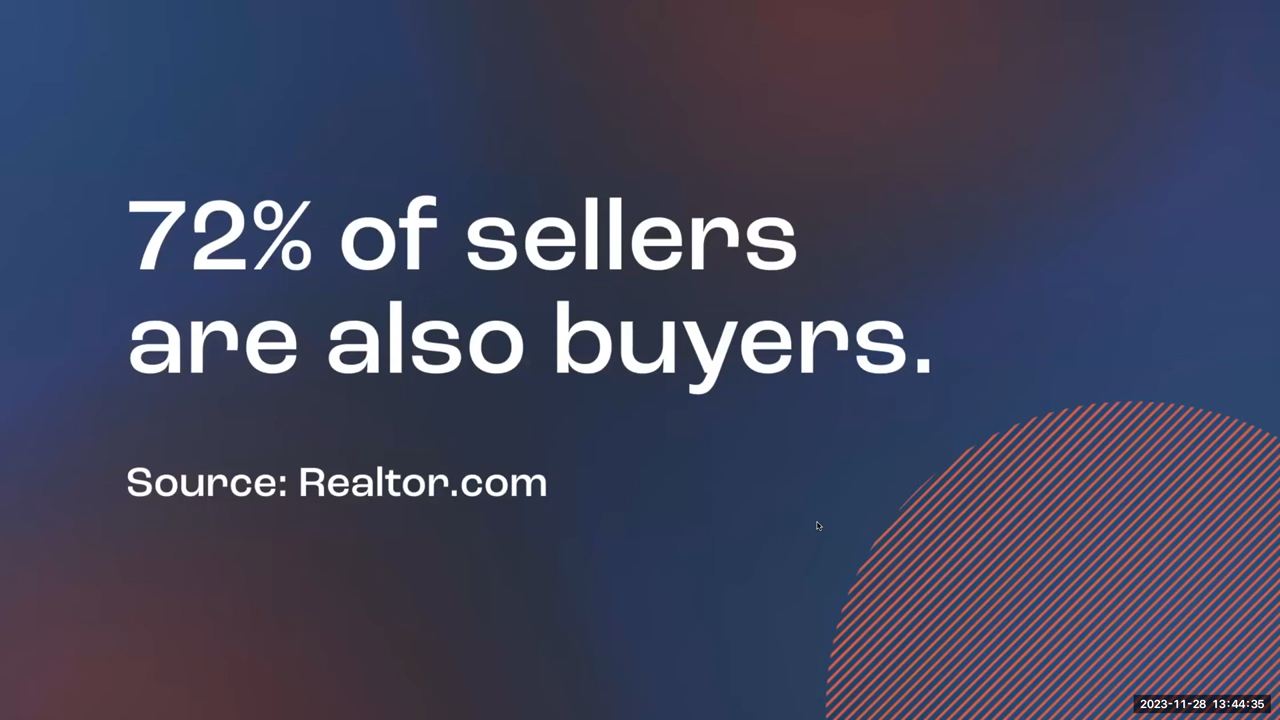 72% of sellers
are also buyers.
Source: Realtor.com
2023-11-28 13:44:35